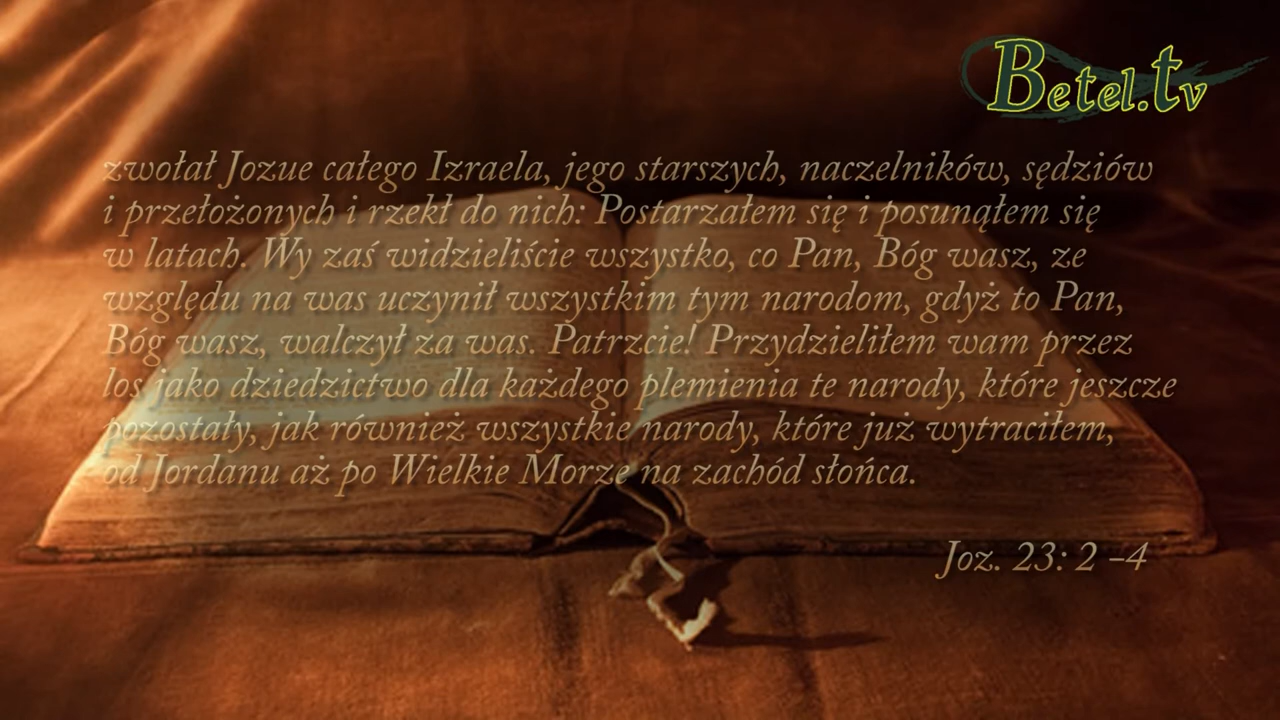 Betel.tv
zwołał Jozue całego Izraela, jego starszych, naczelników, sędziów
i przełożonych i rzekł do nich: Postarzałem się i posunąłem się
w latach. Wy zaś widzieliście wszystko, co Pan, Bóg wasz, ze
względu na was uczynił wszystkim tym narodom, gdyż to Pan,
Bóg wasz, walczył za was. Patrzcie! Przydzieliłem wam przez
los jako dziedzictwo dla każdego plemienia te narody, które jeszcze
pozostały, jak również wszystkie narody, które już wytraciłem,
od Jordanu aż po Wielkie Morze na zachód słońca.
Joz. 23: 2 -4